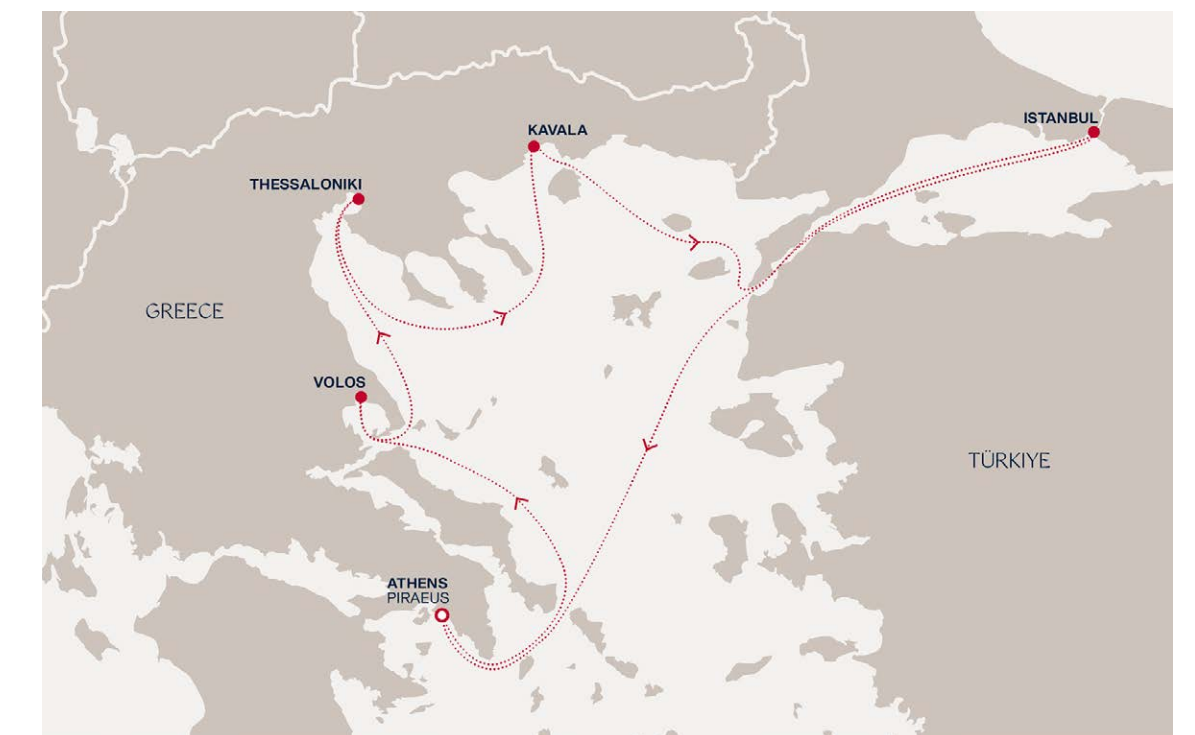 KAVALA
ISTANBUL
THESSALONIKI
GREECE
VOLOS
TÜRKIYE
ATHENS
PIRAEUS